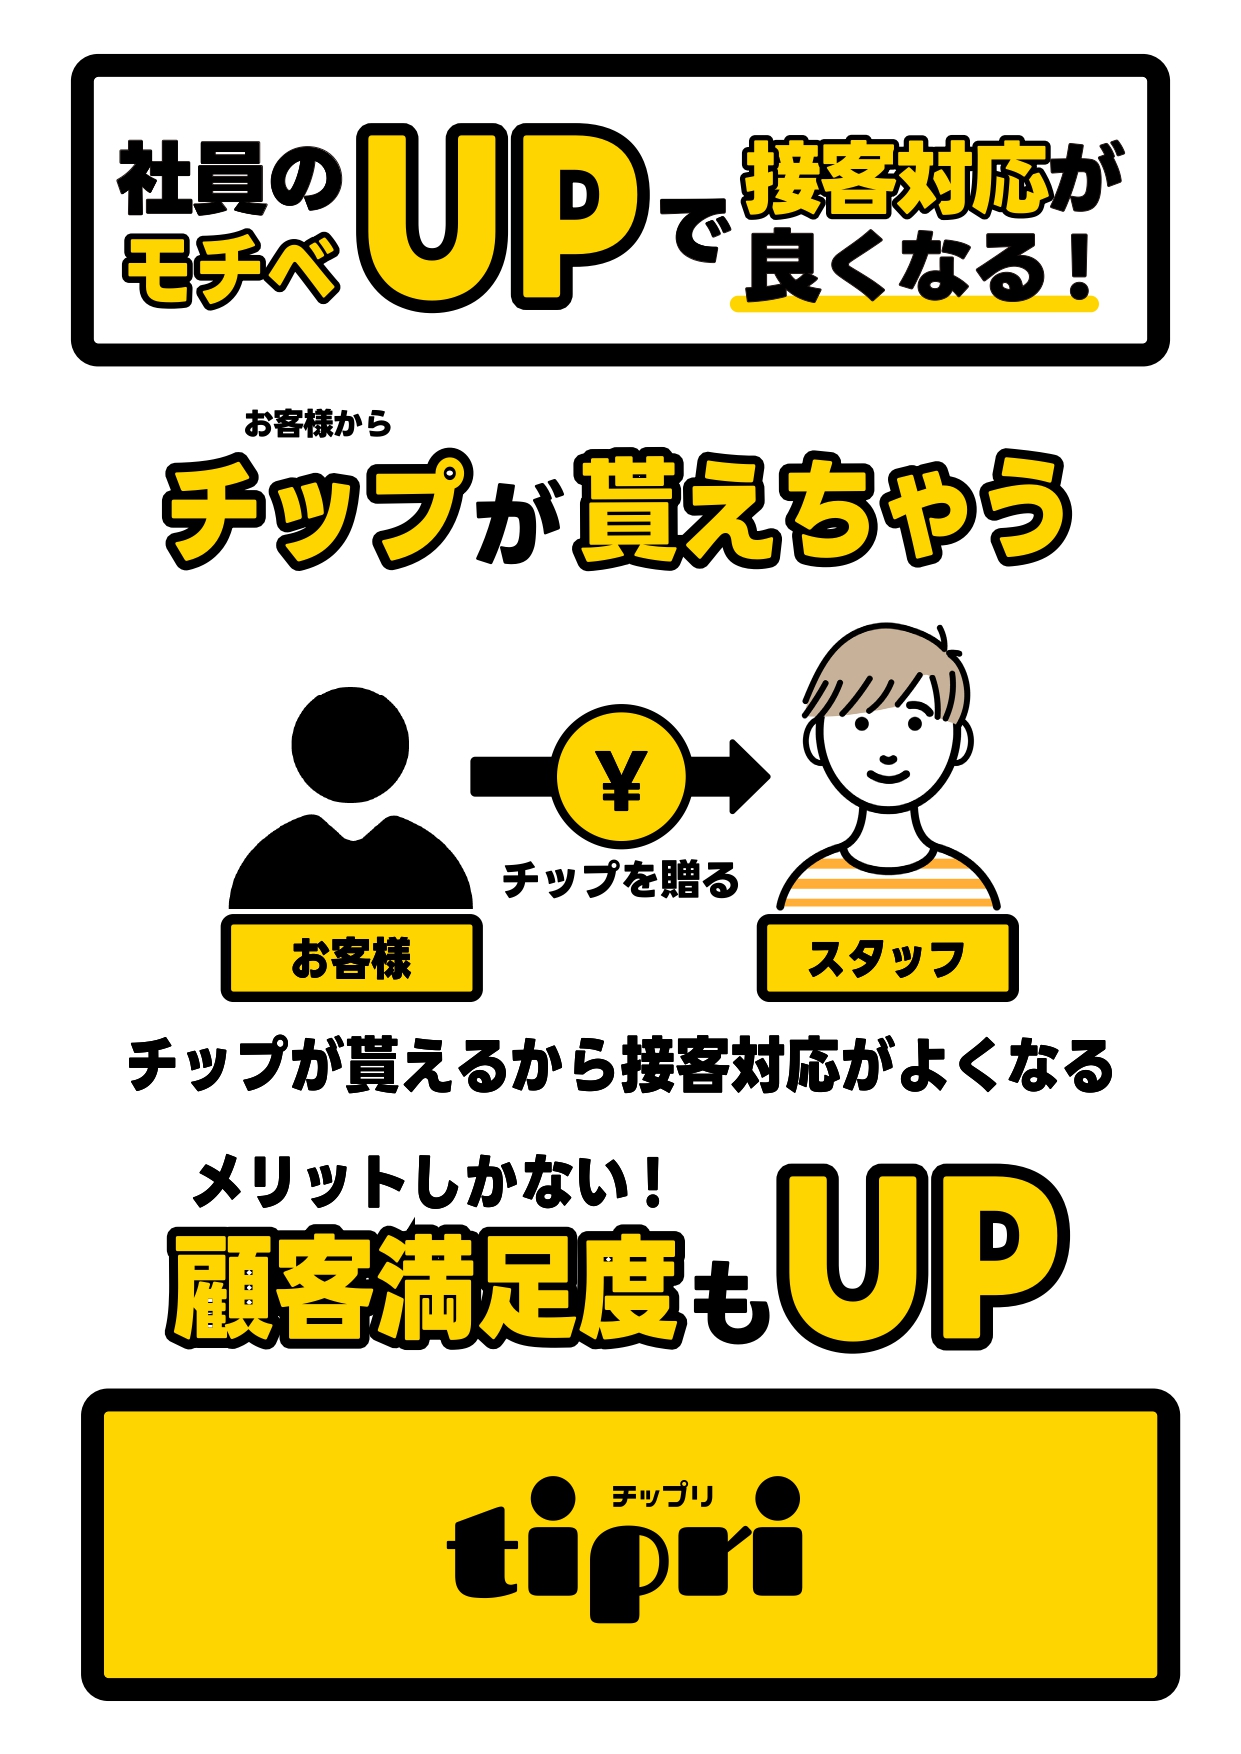 社員の
モチベ
UP
で
接客対応が
良くなる！
お客様から
チップが貰えちゃう
¥
チップを贈る
お客様
スタッフ
チップが貰えるから接客対応がよくなる
メリットしかない！
顧客満足度もUP
チップリ
tipri